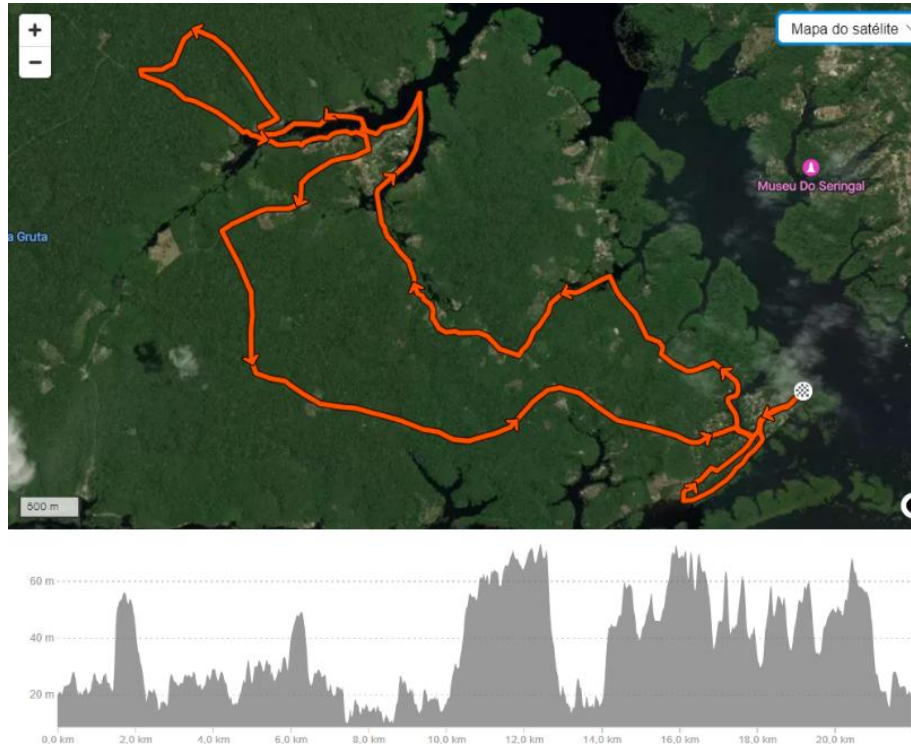 +
Mapa do satélite
−
Museu Do Seringal
a Gruta
500 m
60 m
40 m
20 m
0,0 km 2,0 km 4,0 km 6,0 km 8,0 km 10,0 km 12,0 km 14,0 km 16,0 km 18,0 km 20,0 km